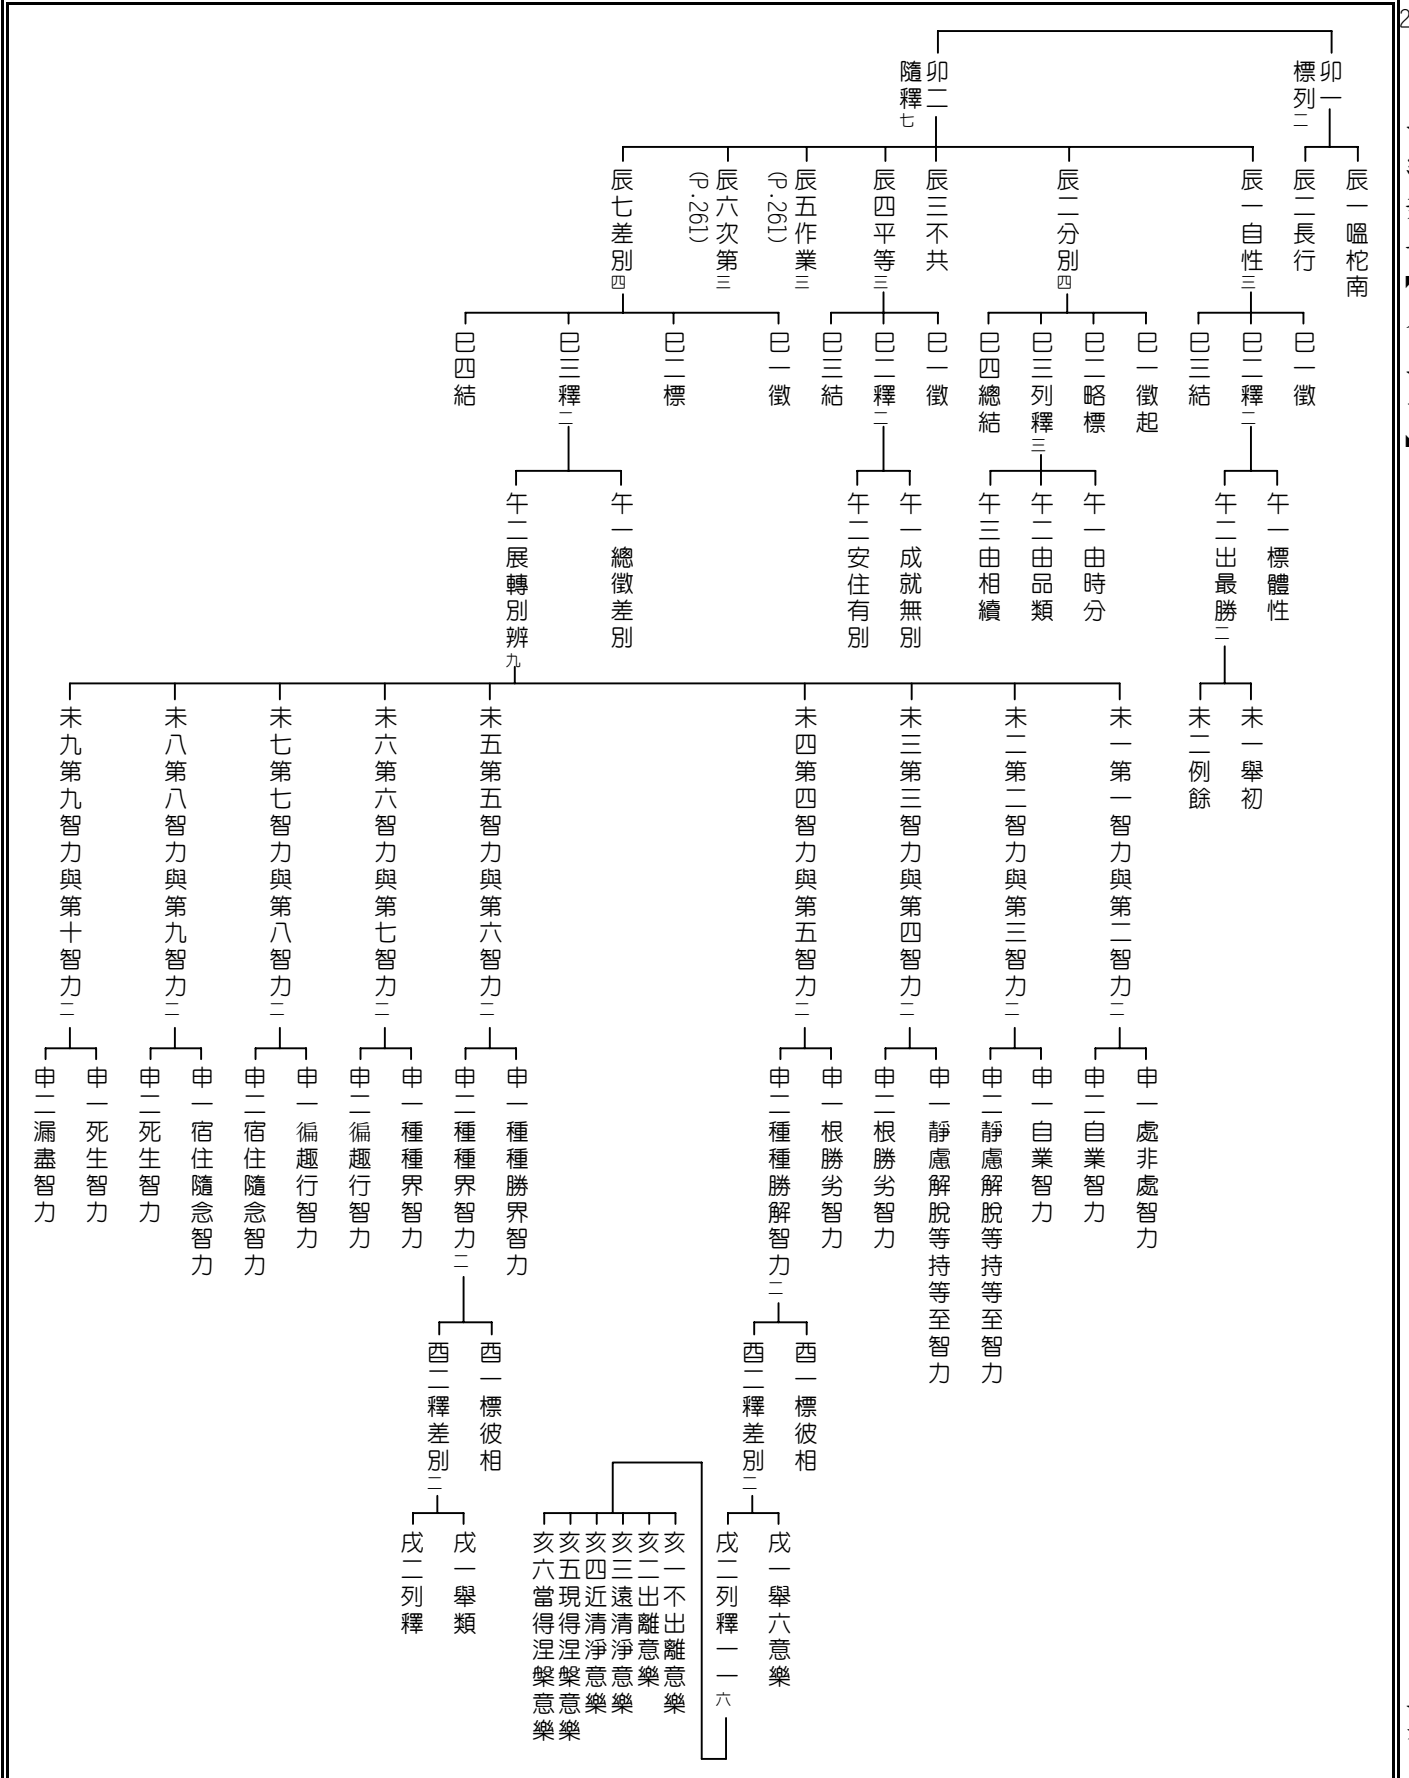 2
卯一
標列二
辰一嗢柁南
辰二長行
卯二
隨釋七
辰一自性三
巳一徵
巳二釋二
午一標體性
午二出最勝二
未一舉初
未二例餘
巳三結
辰二分別四
巳一徵起
巳二略標
巳三列釋三
午一由時分
午二由品類
午三由相續
巳四總結
辰三不共
辰四平等三
巳一徵
巳二釋二
午一成就無別
午二安住有別
巳三結
辰五作業三
(P.261)
辰六次第三
(P.261)
辰七差別四
巳一徵
巳二標
巳三釋二
午一總徵差別
午二展轉別辨九
未一第一智力與第二智力二
申一處非處智力
申二自業智力
未二第二智力與第三智力二
申一自業智力
申二靜慮解脫等持等至智力
未三第三智力與第四智力二
申一靜慮解脫等持等至智力
申二根勝劣智力
未四第四智力與第五智力二
申一根勝劣智力
申二種種勝解智力二
酉一標彼相
酉二釋差別二
戌一舉六意樂
戌二列釋一一六
亥一不出離意樂
亥二出離意樂
亥三遠清淨意樂
亥四近清淨意樂
亥五現得涅槃意樂
亥六當得涅槃意樂
未五第五智力與第六智力二
申一種種勝界智力
申二種種界智力二
酉一標彼相
酉二釋差別二
戌一舉類
戌二列釋
未六第六智力與第七智力二
申一種種界智力
申二徧趣行智力
未七第七智力與第八智力二
申一徧趣行智力
申二宿住隨念智力
未八第八智力與第九智力二
申一宿住隨念智力
申二死生智力
未九第九智力與第十智力二
申一死生智力
申二漏盡智力
巳四結